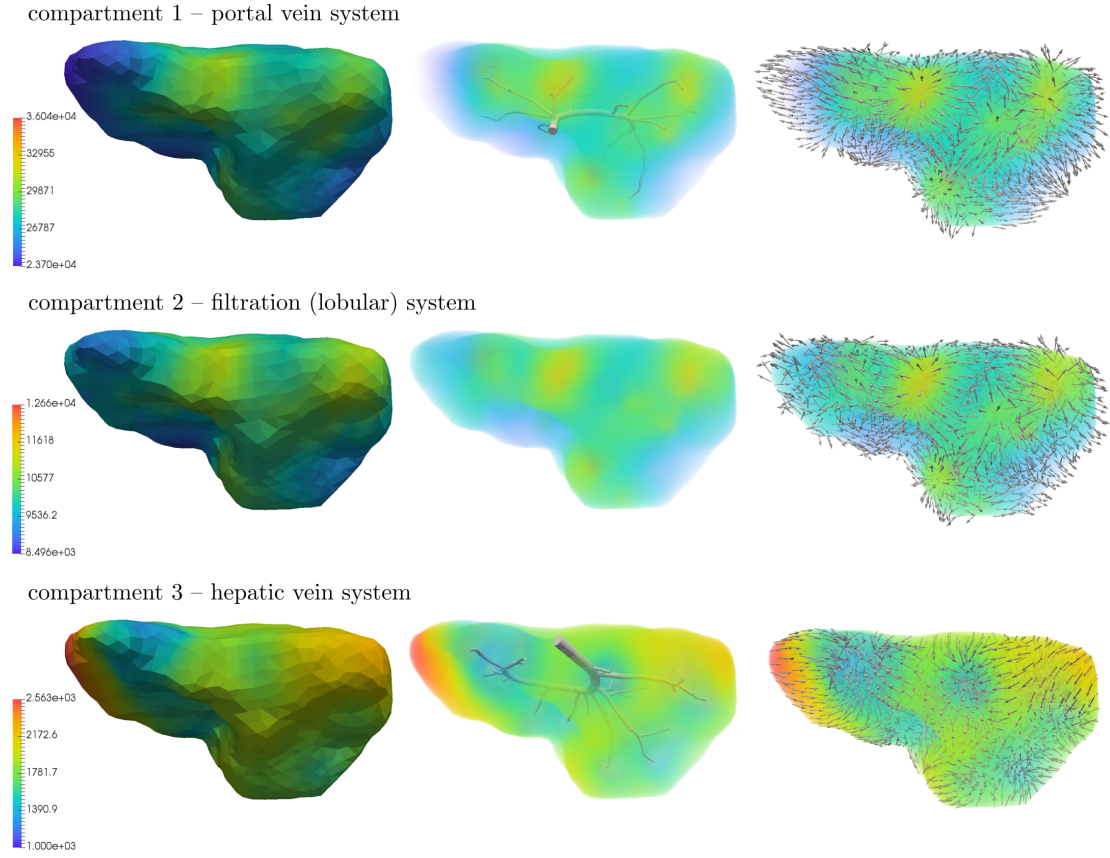 compartment 1 – portal vein system
3.604e+04
32955
29871
26787
2.370e+04
compartment 2 – filtration (lobular) system
1.266e+04
11618
10577
9536.2
8.496e+03
compartment 3 – hepatic vein system
2.563e+03
2172.6
1781.7
1390.9
1.000e+03